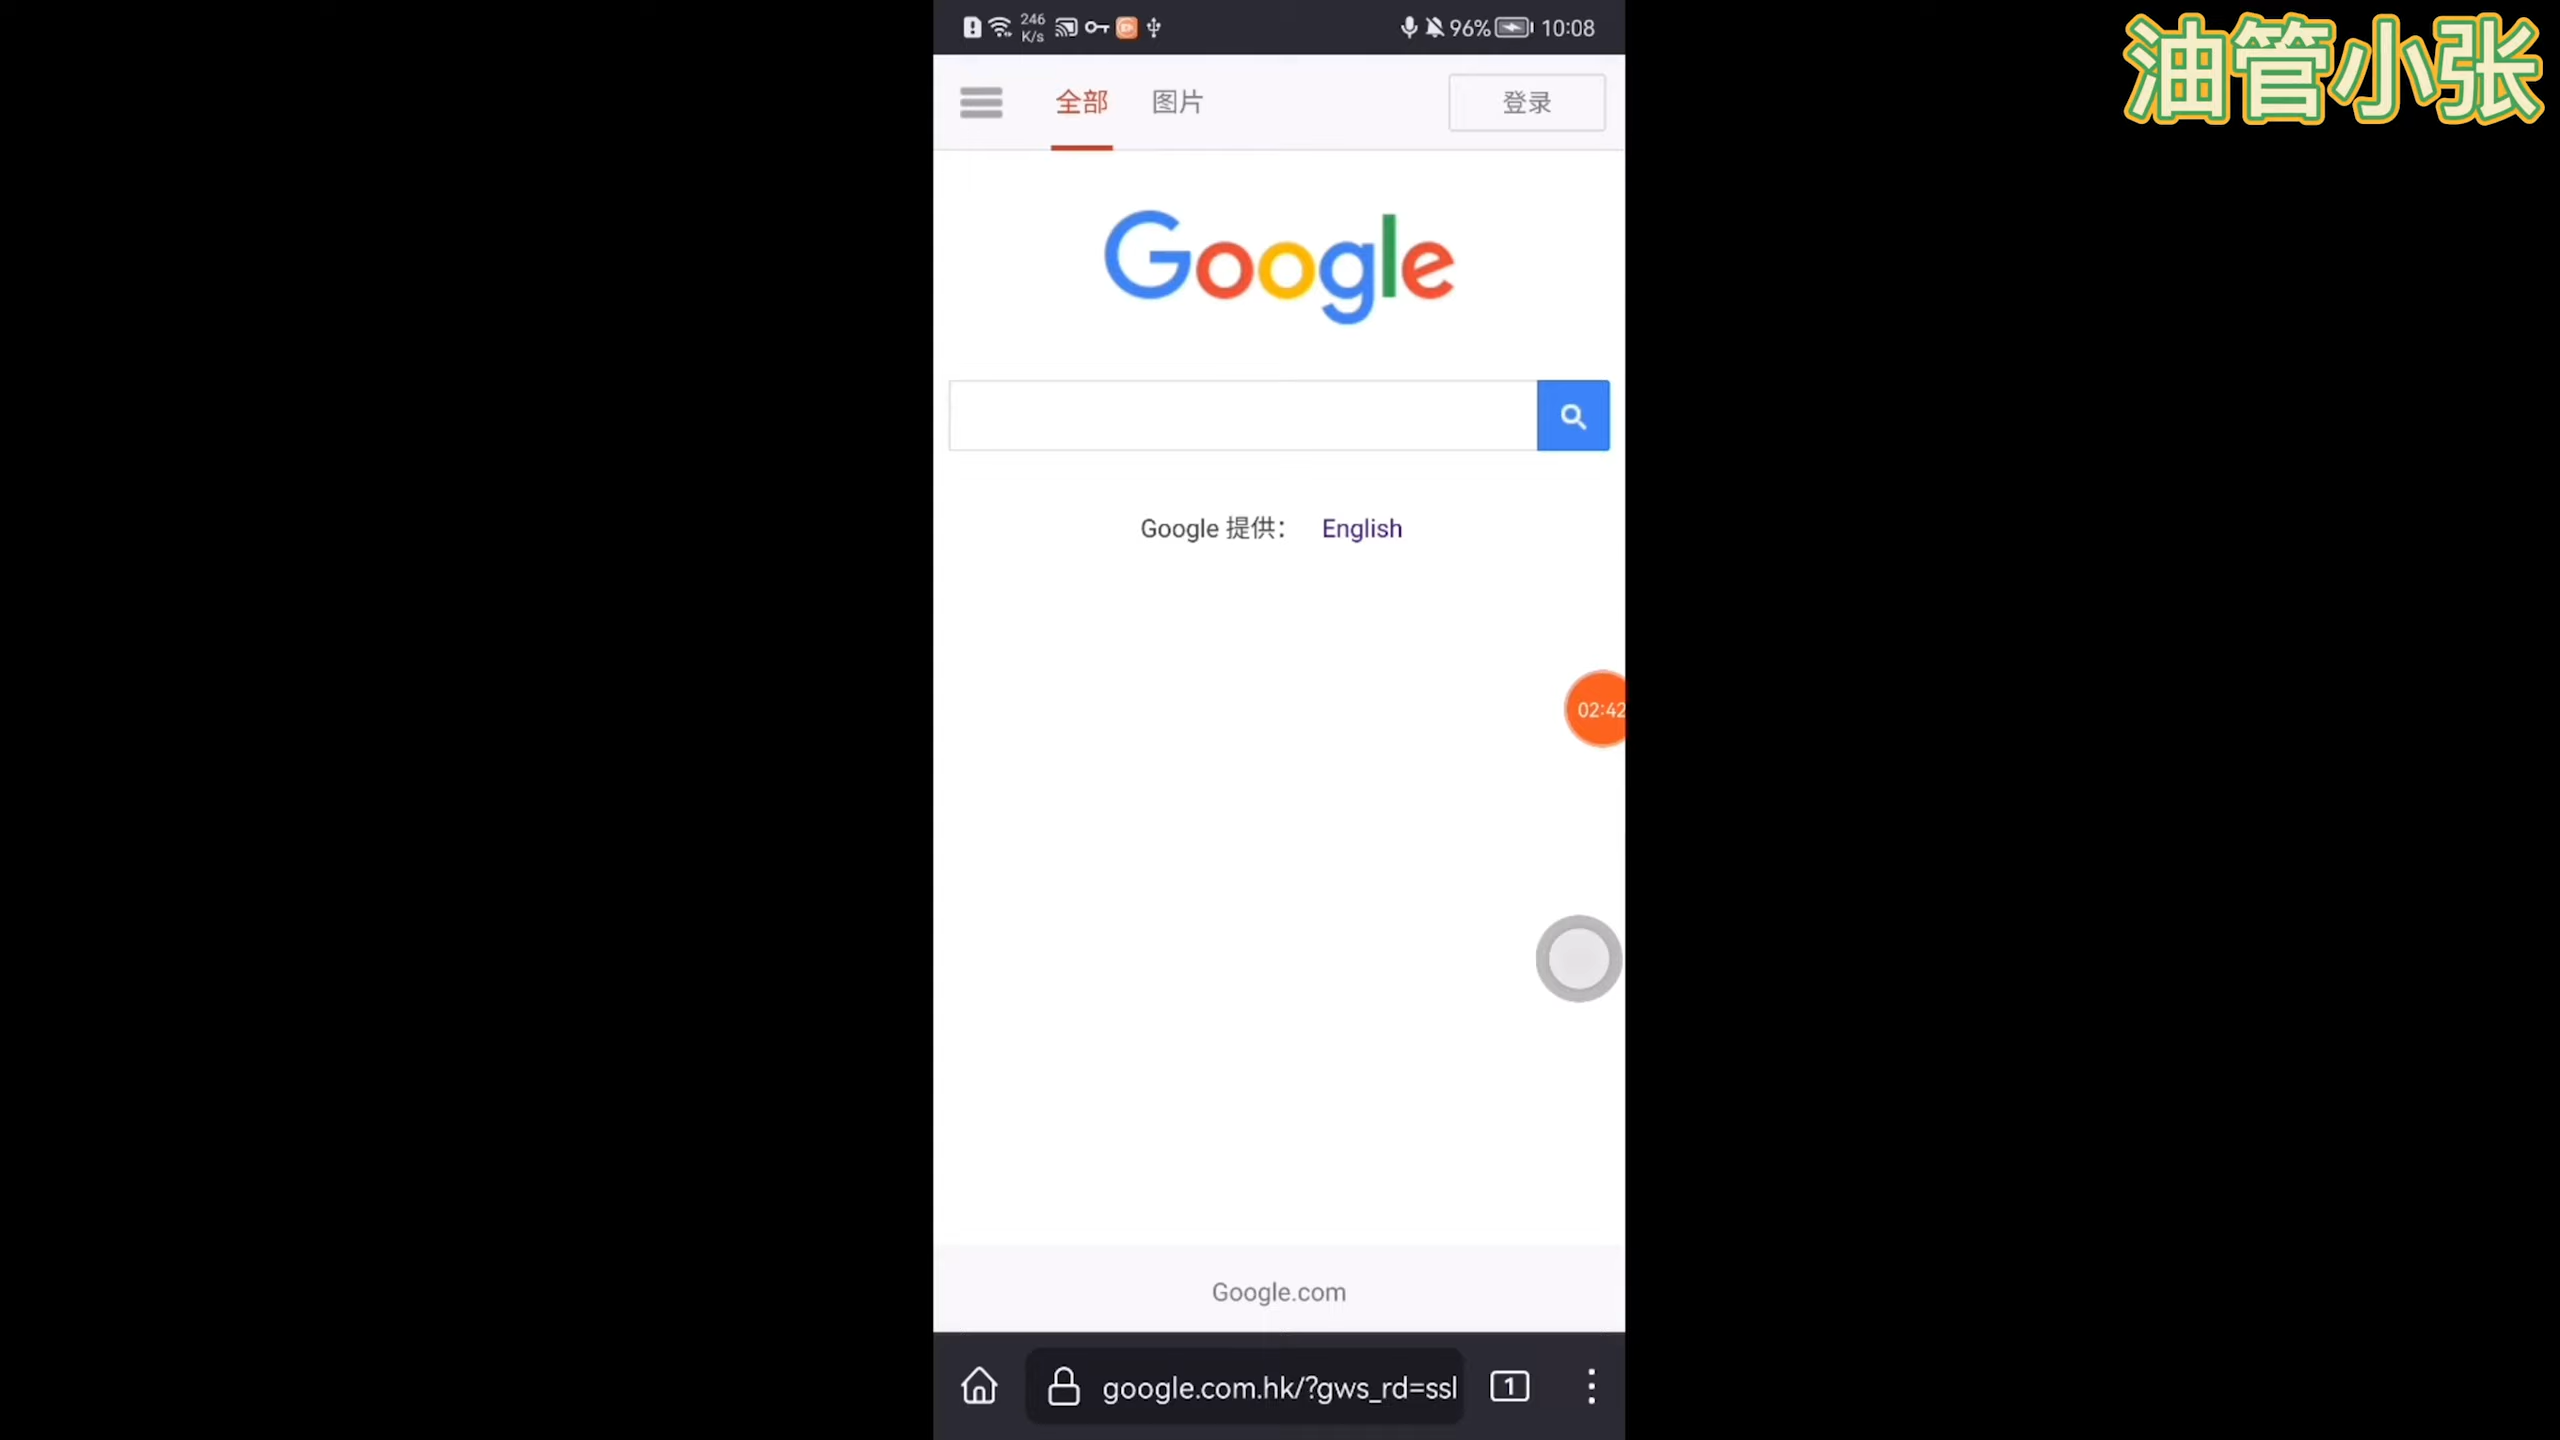 246
K/s
96%
10:08
油管小张
全部
图片
登录
Google
Google 提供：
English
02:42
Google.com
google.com.hk/?gws_rd=ssl
1